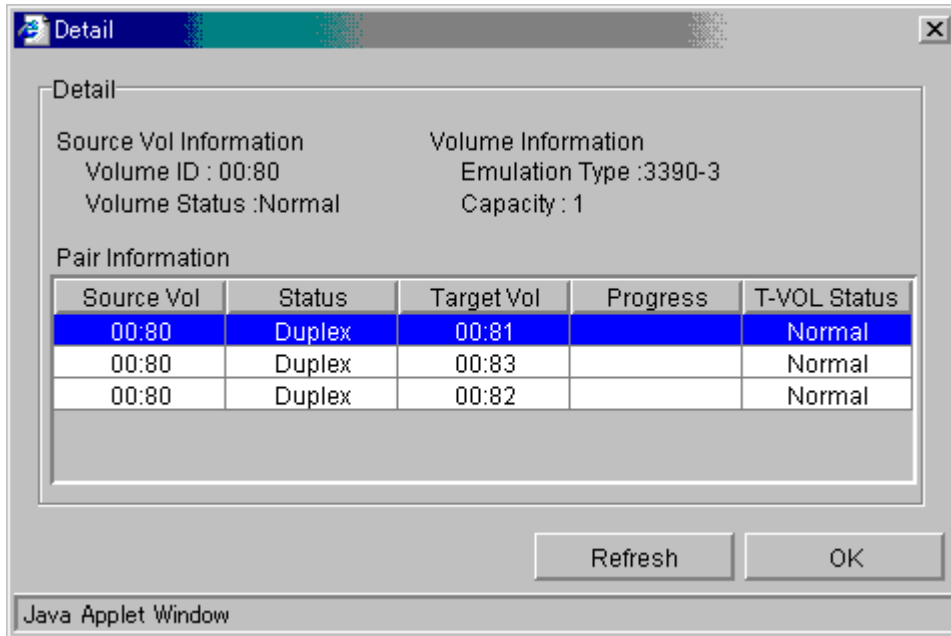 Detail
Detail
Source Vol Information
Volume ID : 00:80
Volume Status :Normal
Volume Information
Emulation Type :3390-3
Capacity : 1
Pair Information
Source Vol Status Target Vol Progress T-VOL Status
00:80 Duplex 00:81 Normal
00:80 Duplex 00:83 Normal
00:80 Duplex 00:82 Normal
Refresh OK
Java Applet Window